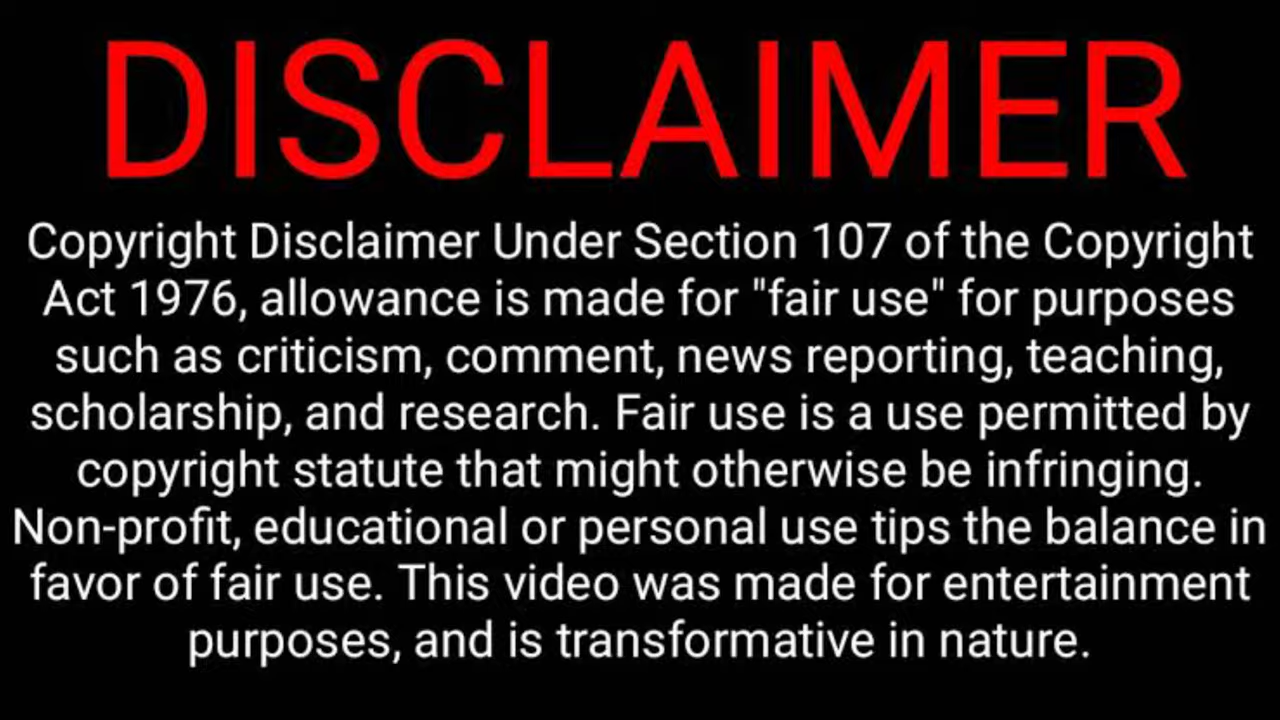 DISCLAIMER
Copyright Disclaimer Under Section 107 of the Copyright
Act 1976, allowance is made for "fair use" for purposes
such as criticism, comment, news reporting, teaching,
scholarship, and research. Fair use is a use permitted by
copyright statute that might otherwise be infringing.
Non-profit, educational or personal use tips the balance in
favor of fair use. This video was made for entertainment
purposes, and is transformative in nature.